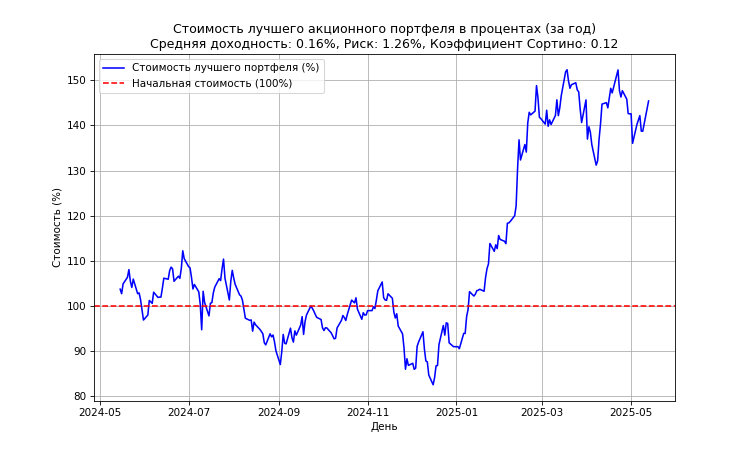 Стоимость лучшего акционного портфеля в процентах (за год)
Средняя доходность: 0.16%, Риск: 1.26%, Коэффициент Сортино: 0.12
Стоимость лучшего портфеля (%)
Начальная стоимость (100%)
Стоимость (%)
150
140
130
120
110
100
90
80
2024-05 2024-07 2024-09 2024-11 2025-01 2025-03 2025-05
День